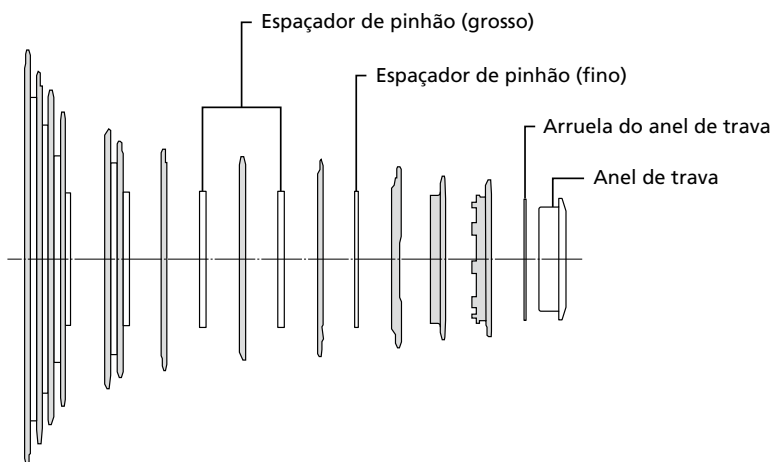 Espaçador de pinhão (grosso)
Espaçador de pinhão (fino)
Arruela do anel de trava
Anel de trava